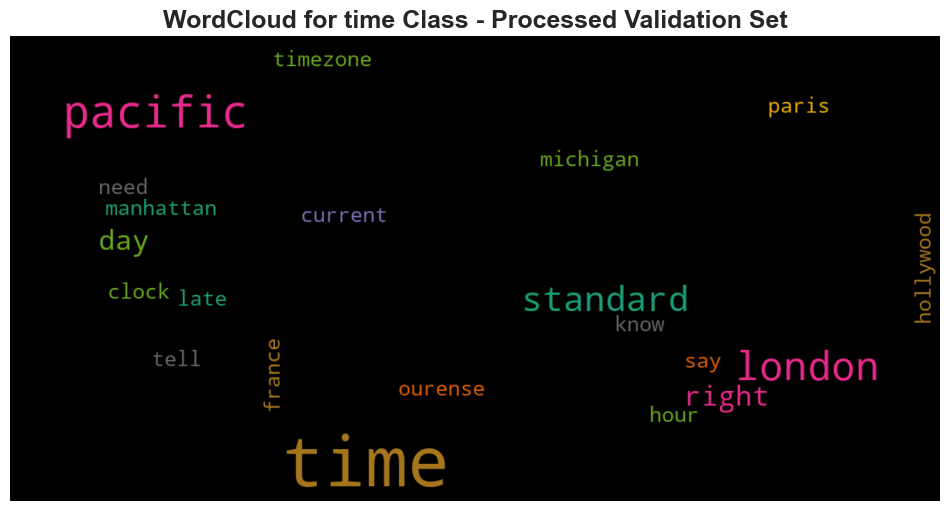 WordCloud for time Class - Processed Validation Set
timezone
pacific
paris
michigan
need
manhattan
current
day
hollywood
clock
late
standard
know
tell
france
say
london
ourense
right
hour
time